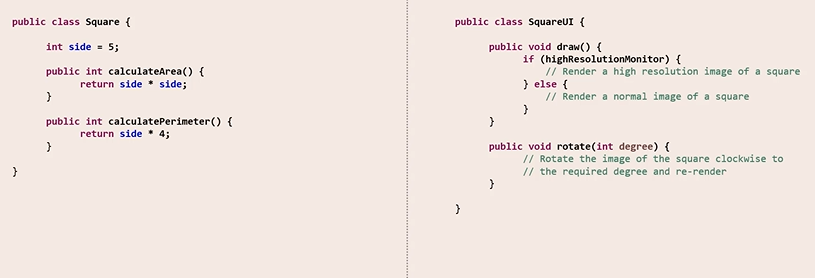 public class Square {
int side = 5;
public int calculateArea() {
return side * side;
}
public int calculatePerimeter() {
return side * 4;
}
}
public class SquareUI {
public void draw() {
if (highResolutionMonitor) {
// Render a high resolution image of a square
} else {
// Render a normal image of a square
}
}
public void rotate(int degree) {
// Rotate the image of the square clockwise to
// the required degree and re-render
}
}